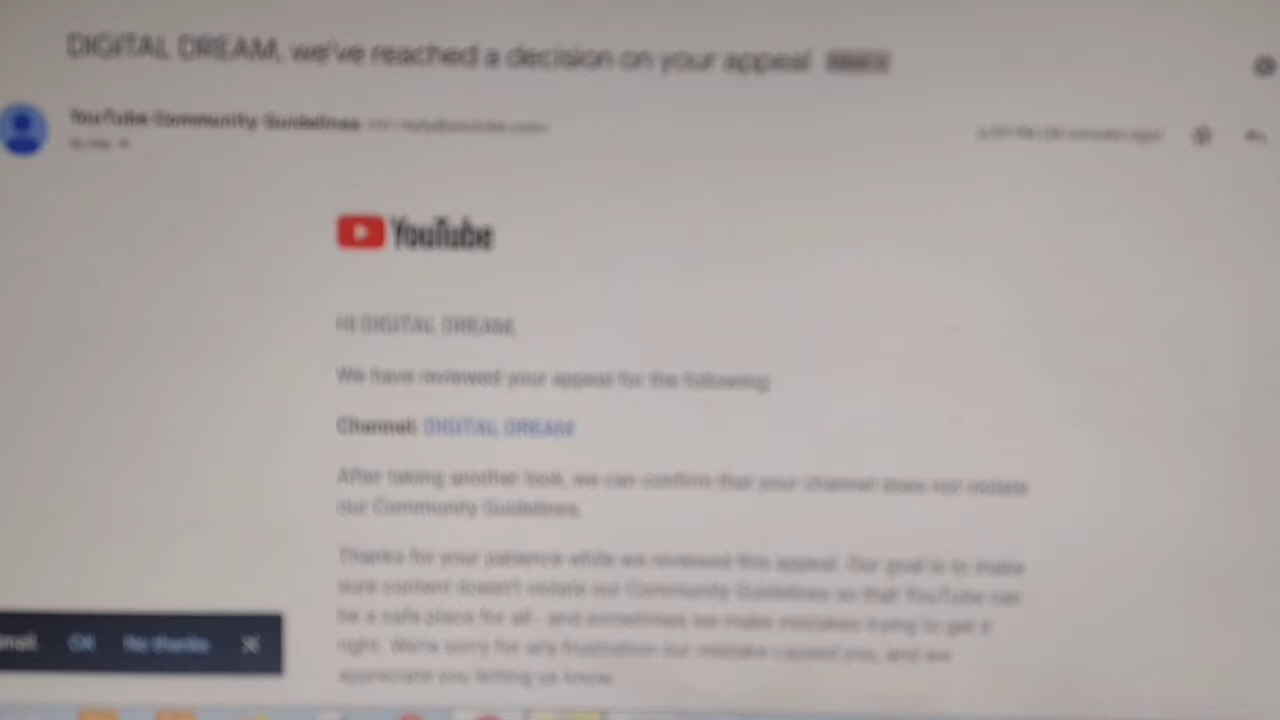 DIGITAL DREAM, we've reached a decision on your appeal
YouTube Community Guidelines
to me
YouTube
Hi DIGITAL DREAM,
We have reviewed your appeal for the following:
Channel: DIGITAL DREAM
After taking another look, we can confirm that your channel does not violate
our Community Guidelines.
Thanks for your patience while we reviewed this appeal. Our goal is to make
sure content doesn't violate our Community Guidelines so that YouTube can
be a safe place for all - and sometimes we make mistakes trying to get it
right. We're sorry for any frustration our mistake caused you, and we
appreciate you letting us know.
OK No thanks